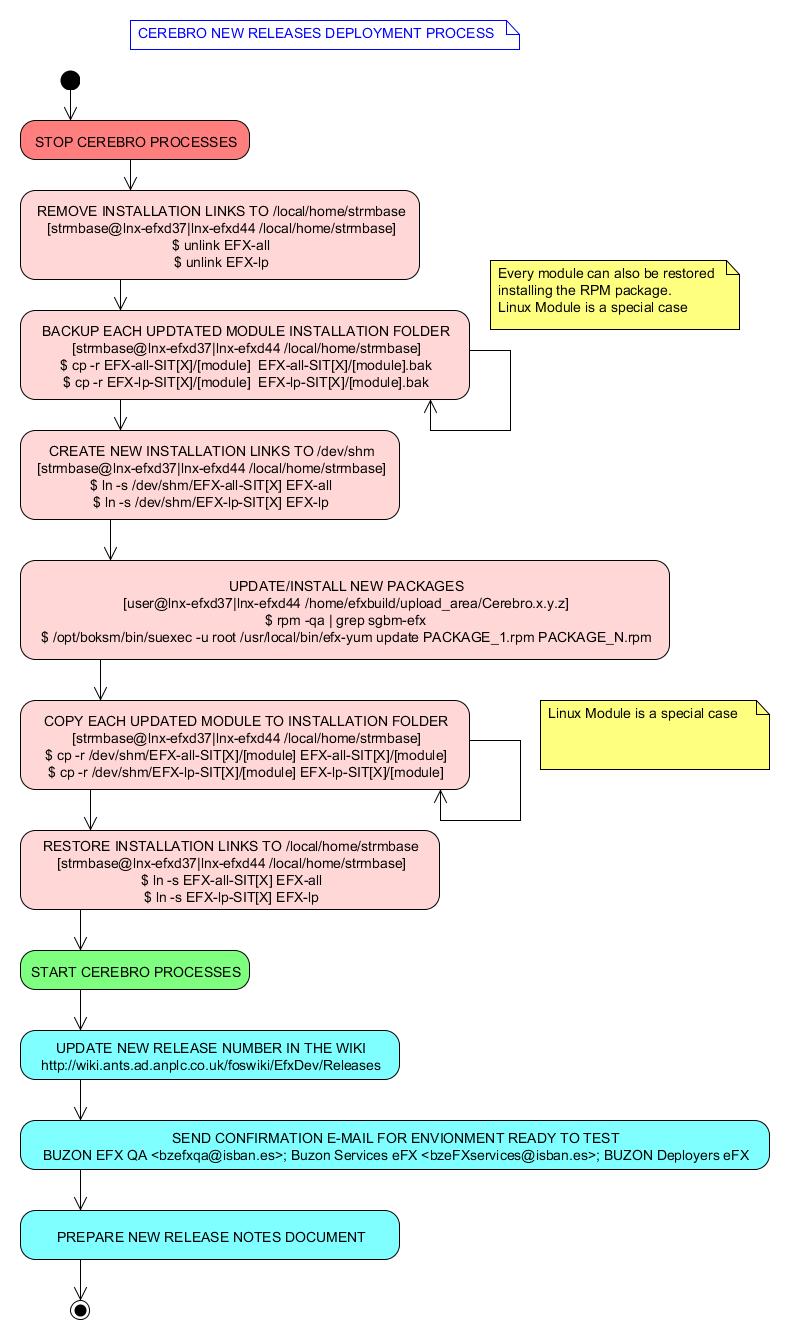 CEREBRO NEW RELEASES DEPLOYMENT PROCESS
STOP CEREBRO PROCESSES
REMOVE INSTALLATION LINKS TO /local/home/strmbase
[strmbase@lnx-efxd37|lnx-efxd44 /local/home/strmbase]
$ unlink EFX-all
$ unlink EFX-lp
Every module can also be restored
installing the RPM package.
Linux Module is a special case
BACKUP EACH UPDTATED MODULE INSTALLATION FOLDER
[strmbase@lnx-efxd37|lnx-efxd44 /local/home/strmbase]
$ cp -r EFX-all-SIT[X]/[module]  EFX-all-SIT[X]/[module].bak
$ cp -r EFX-lp-SIT[X]/[module]  EFX-lp-SIT[X]/[module].bak
CREATE NEW INSTALLATION LINKS TO /dev/shm
[strmbase@lnx-efxd37|lnx-efxd44 /local/home/strmbase]
$ ln -s /dev/shm/EFX-all-SIT[X] EFX-all
$ ln -s /dev/shm/EFX-lp-SIT[X] EFX-lp
UPDATE/INSTALL NEW PACKAGES
[user@lnx-efxd37|lnx-efxd44 /home/efxbuild/upload_area/Cerebro.x.y.z]
$ rpm -qa | grep sgbm-efx
$ /opt/boksm/bin/suexec -u root /usr/local/bin/efx-yum update PACKAGE_1.rpm PACKAGE_N.rpm
COPY EACH UPDATED MODULE TO INSTALLATION FOLDER
[strmbase@lnx-efxd37|lnx-efxd44 /local/home/strmbase]
$ cp -r /dev/shm/EFX-all-SIT[X]/[module] EFX-all-SIT[X]/[module]
$ cp -r /dev/shm/EFX-lp-SIT[X]/[module] EFX-lp-SIT[X]/[module]
Linux Module is a special case
RESTORE INSTALLATION LINKS TO /local/home/strmbase
[strmbase@lnx-efxd37|lnx-efxd44 /local/home/strmbase]
$ ln -s EFX-all-SIT[X] EFX-all
$ ln -s EFX-lp-SIT[X] EFX-lp
START CEREBRO PROCESSES
UPDATE NEW RELEASE NUMBER IN THE WIKI
http://wiki.ants.ad.anplc.co.uk/foswiki/EfxDev/Releases
SEND CONFIRMATION E-MAIL FOR ENVIONMENT READY TO TEST
BUZON EFX QA <bzefxqa@isban.es>; Buzon Services eFX <bzeFXservices@isban.es>; BUZON Deployers eFX
PREPARE NEW RELEASE NOTES DOCUMENT